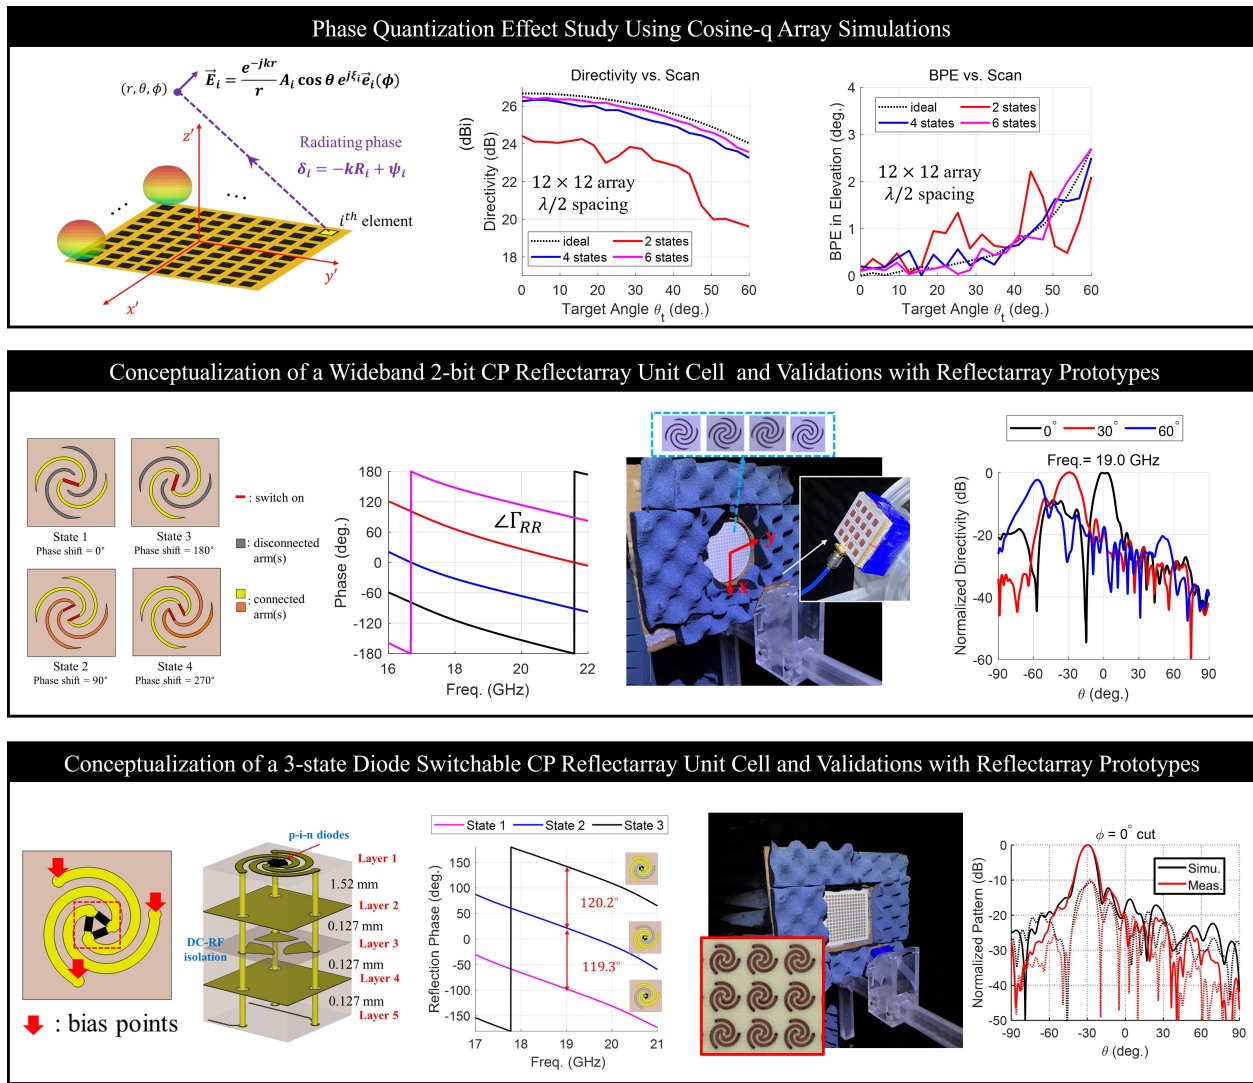 Phase Quantization Effect Study Using Cosine-q Array Simulations
(r, θ, ϕ)
E⃗_i = e^{-jkr}/r A_i cos θ e^{jξ_i} e⃗_i(ϕ)
z′
Radiating phase
δ_i = −kR_i + ψ_i
...
...
i^{th} element
y′
x′
Directivity vs. Scan
(dBi)
Directivity (dB)
26
24
22
20
18
12 × 12 array
λ/2 spacing
ideal
2 states
4 states
6 states
0 10 20 30 40 50 60
Target Angle θ_t (deg.)
BPE vs. Scan
BPE in Elevation (deg.)
4
3
2
1
0
ideal
2 states
4 states
6 states
12 × 12 array
λ/2 spacing
0 10 20 30 40 50 60
Target Angle θ_t (deg.)
Conceptualization of a Wideband 2-bit CP Reflectarray Unit Cell and Validations with Reflectarray Prototypes
State 1
Phase shift = 0°
State 3
Phase shift = 180°
State 2
Phase shift = 90°
State 4
Phase shift = 270°
: switch on
: disconnected
arm(s)
: connected
arm(s)
Phase (deg.)
180
120
60
0
-60
-120
-180
∠Γ_{RR}
16 18 20 22
Freq. (GHz)
y
x
0° 30° 60°
Freq.= 19.0 GHz
Normalized Directivity (dB)
0
-20
-40
-60
-90 -60 -30 0 30 60 90
θ (deg.)
Conceptualization of a 3-state Diode Switchable CP Reflectarray Unit Cell and Validations with Reflectarray Prototypes
: bias points
p-i-n diodes
Layer 1
1.52 mm
Layer 2
0.127 mm
DC-RF
isolation
Layer 3
0.127 mm
Layer 4
0.127 mm
Layer 5
State 1 State 2 State 3
Reflection Phase (deg.)
150
100
50
0
-50
-100
-150
120.2°
119.3°
17 18 19 20 21
Freq. (GHz)
ϕ = 0° cut
Normalized Pattern (dB)
0
-10
-20
-30
-40
-50
Simu.
Meas.
-90 -60 -30 0 30 60 90
θ (deg.)